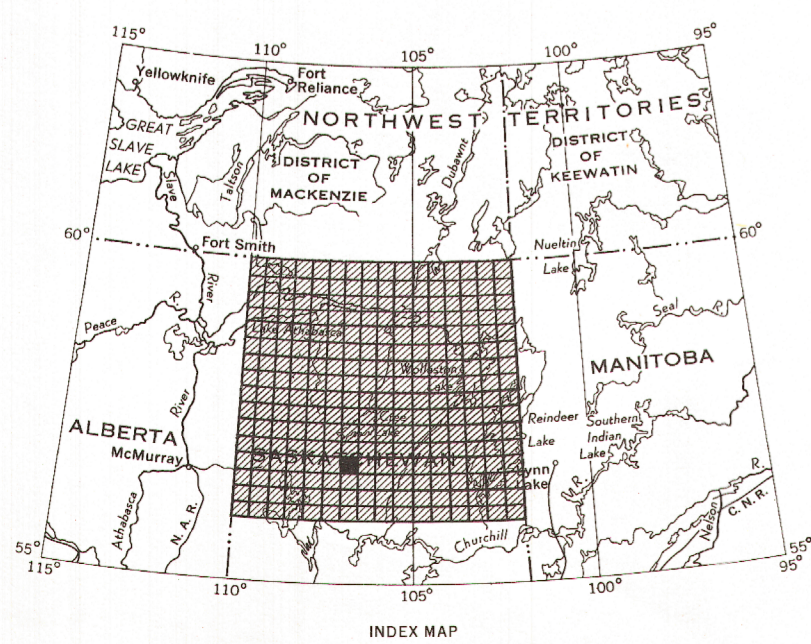 115°
110°
105°
100°
95°
Yellowknife
Fort
Reliance
R.
NORTHWEST TERRITORIES
GREAT
SLAVE
LAKE
Slave
Taltson
DISTRICT
OF
MACKENZIE
Dubawnt
DISTRICT
OF
KEEWATIN
60°
Fort Smith
Nueltin
Lake
60°
River
Peace
R.
Lake Athabasca
Seal R.
Wollaston
Lake
MANITOBA
River
Cree
Lake
Reindeer
Lake
Southern
Indian
Lake
ALBERTA
McMurray
SASKATCHEWAN
Lynn
Lake
R.
R.
Athabasca
N. A. R.
Nelson
C. N. R.
Churchill
55°
115°
110°
105°
100°
55°
95°
INDEX MAP